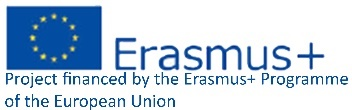 Erasmus+
Project financed by the Erasmus+ Programme
of the European Union